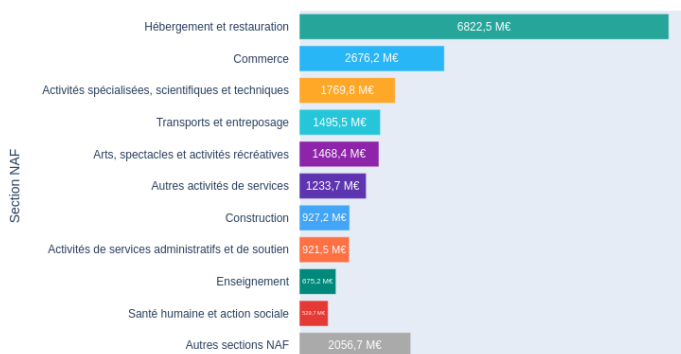 Section NAF
Hébergement et restauration 6822,5 M€
Commerce 2676,2 M€
Activités spécialisées, scientifiques et techniques 1769,8 M€
Transports et entreposage 1495,5 M€
Arts, spectacles et activités récréatives 1468,4 M€
Autres activités de services 1233,7 M€
Construction 927,2 M€
Activités de services administratifs et de soutien 921,5 M€
Enseignement 675,2 M€
Santé humaine et action sociale M€
Autres sections NAF 2056,7 M€